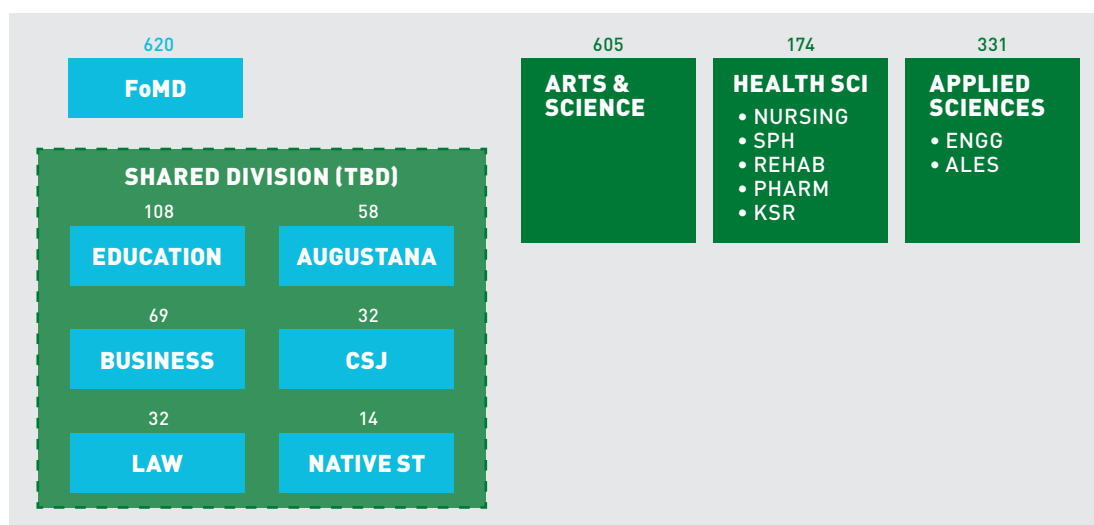 620
FoMD
SHARED DIVISION (TBD)
108
EDUCATION
58
AUGUSTANA
69
BUSINESS
32
CSJ
32
LAW
14
NATIVE ST
605
ARTS &
SCIENCE
174
HEALTH SCI
• NURSING
• SPH
• REHAB
• PHARM
• KSR
331
APPLIED
SCIENCES
• ENGG
• ALES